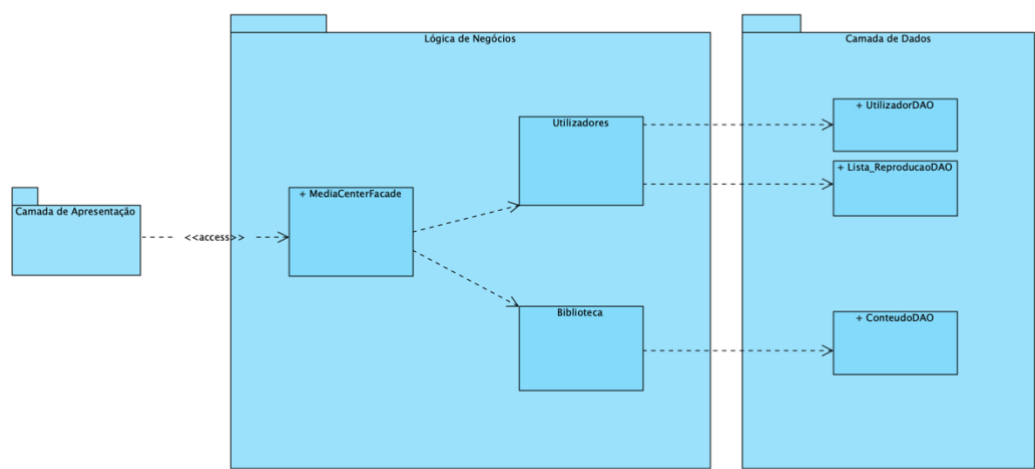 Lógica de Negócios
Camada de Dados
+ UtilizadorDAO
Utilizadores
+ Lista_ReproducaoDAO
+ MediaCenterFacade
Camada de Apresentação
<<access>>
Biblioteca
+ ConteudoDAO